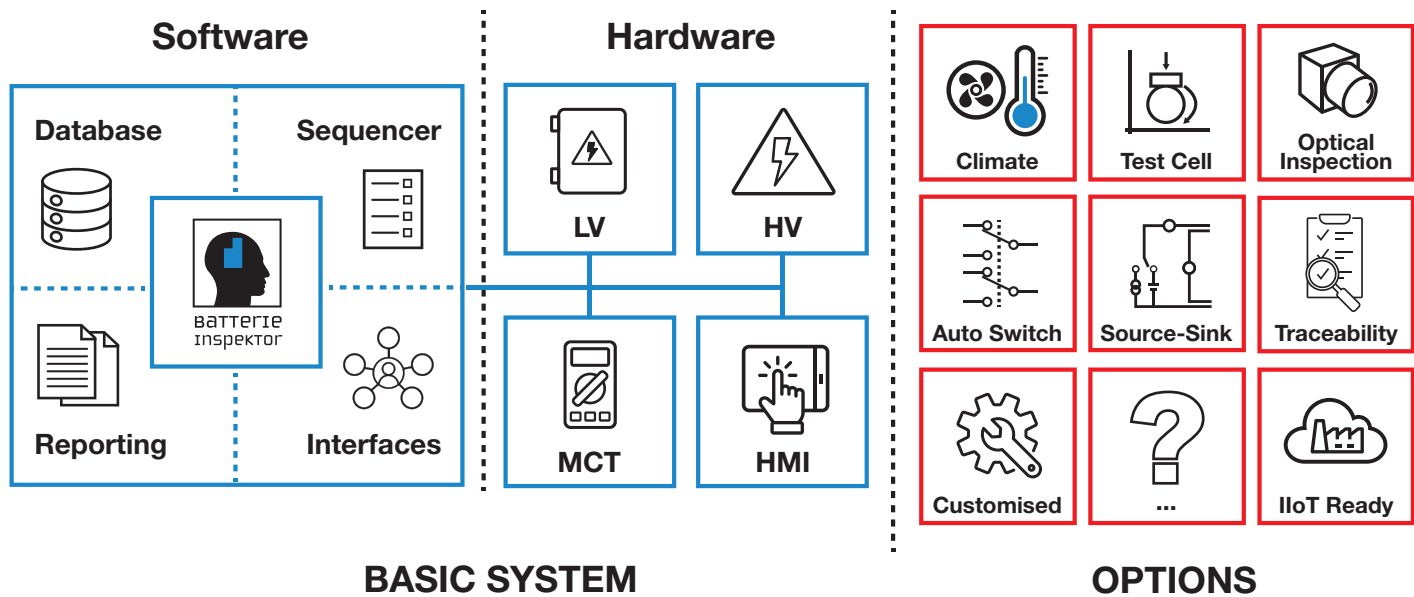 Software
Hardware
Database
Sequencer
BATTERIE
INSPEKTOR
Reporting
Interfaces
LV
HV
MCT
HMI
Climate
Test Cell
Optical
Inspection
Auto Switch
Source-Sink
Traceability
Customised
...
IIoT Ready
BASIC SYSTEM
OPTIONS